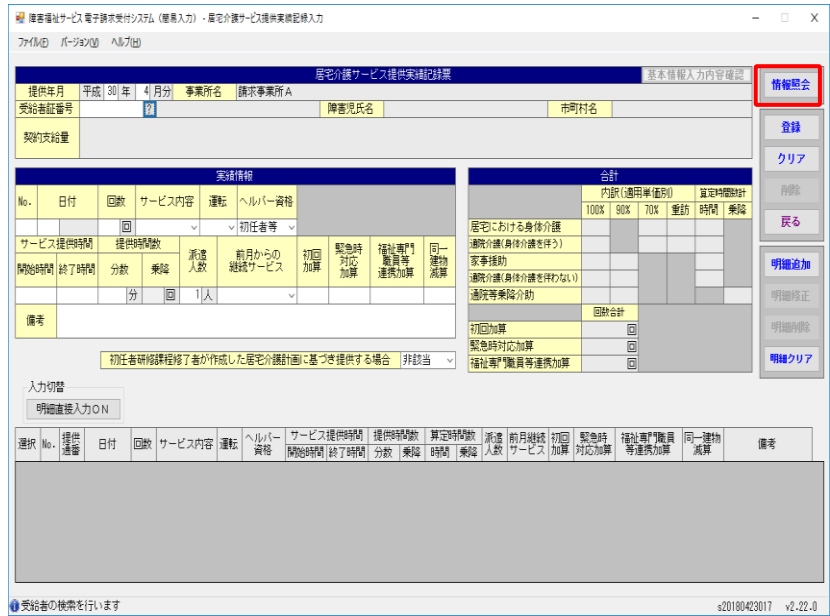 障害福祉サービス 電子請求受付システム（簡易入力） - 居宅介護サービス提供実績記録入力
ファイル(F) バージョン(V) ヘルプ(H)
居宅介護サービス提供実績記録票 基本情報入力内容確認
情報照会
提供年月 平成 30 年 4 月分 事業所名 請求事業所A
受給者証番号 ? 障害児氏名 市町村名
契約支給量
登録
クリア
削除
戻る
明細追加
明細修正
明細削除
明細クリア
実績情報
No. 日付 回数 サービス内容 運転 ヘルパー資格
回 初任者等
サービス提供時間 提供時間数 派遣人数 前月からの継続サービス 初回加算 緊急時対応加算 福祉専門職員等連携加算 同一建物減算
開始時間 終了時間 分数 乗降
分 回 1 人
備考
初任者研修課程修了者が作成した居宅介護計画に基づき提供する場合 非該当
合計
内訳(適用単価別) 算定時間数計
100% 90% 70% 重訪 時間 乗降
居宅における身体介護
通院介護(身体介護を伴う)
家事援助
通院介護(身体介護を伴わない)
通院等乗降介助
回数合計
初回加算 回
緊急時対応加算 回
福祉専門職員等連携加算 回
入力切替
明細直接入力ON
選択 No. 提供通番 日付 回数 サービス内容 運転 ヘルパー資格 サービス提供時間 提供時間数 算定時間数 派遣人数 前月継続サービス 初回加算 緊急時対応加算 福祉専門職員等連携加算 同一建物減算 備考
開始時間 終了時間 分数 乗降 時間 乗降
受給者の検索を行います s20180423017 v2.22.0